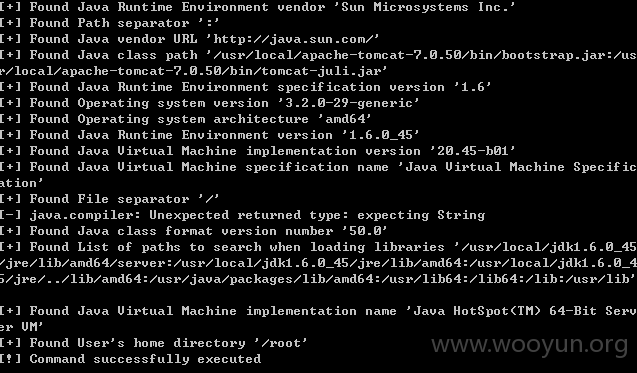 [+] Found Java Runtime Environment vendor 'Sun Microsystems Inc.'
[+] Found Path separator ':'
[+] Found Java vendor URL 'http://java.sun.com/'
[+] Found Java class path '/usr/local/apache-tomcat-7.0.50/bin/bootstrap.jar:/us
r/local/apache-tomcat-7.0.50/bin/tomcat-juli.jar'
[+] Found Java Runtime Environment specification version '1.6'
[+] Found Operating system version '3.2.0-29-generic'
[+] Found Operating system architecture 'amd64'
[+] Found Java Runtime Environment version '1.6.0_45'
[+] Found Java Virtual Machine implementation version '20.45-b01'
[+] Found Java Virtual Machine specification name 'Java Virtual Machine Specific
ation'
[+] Found File separator '/'
[-] java.compiler: Unexpected returned type: expecting String
[+] Found Java class format version number '50.0'
[+] Found List of paths to search when loading libraries '/usr/local/jdk1.6.0_45
/jre/lib/amd64/server:/usr/local/jdk1.6.0_45/jre/lib/amd64:/usr/local/jdk1.6.0_4
5/jre/../lib/amd64:/usr/java/packages/lib/amd64:/usr/lib64:/lib64:/lib:/usr/lib'
[+] Found Java Virtual Machine implementation name 'Java HotSpot(TM) 64-Bit Serv
er VM'
[+] Found User's home directory '/root'
[!] Command successfully executed
www.wooyun.org